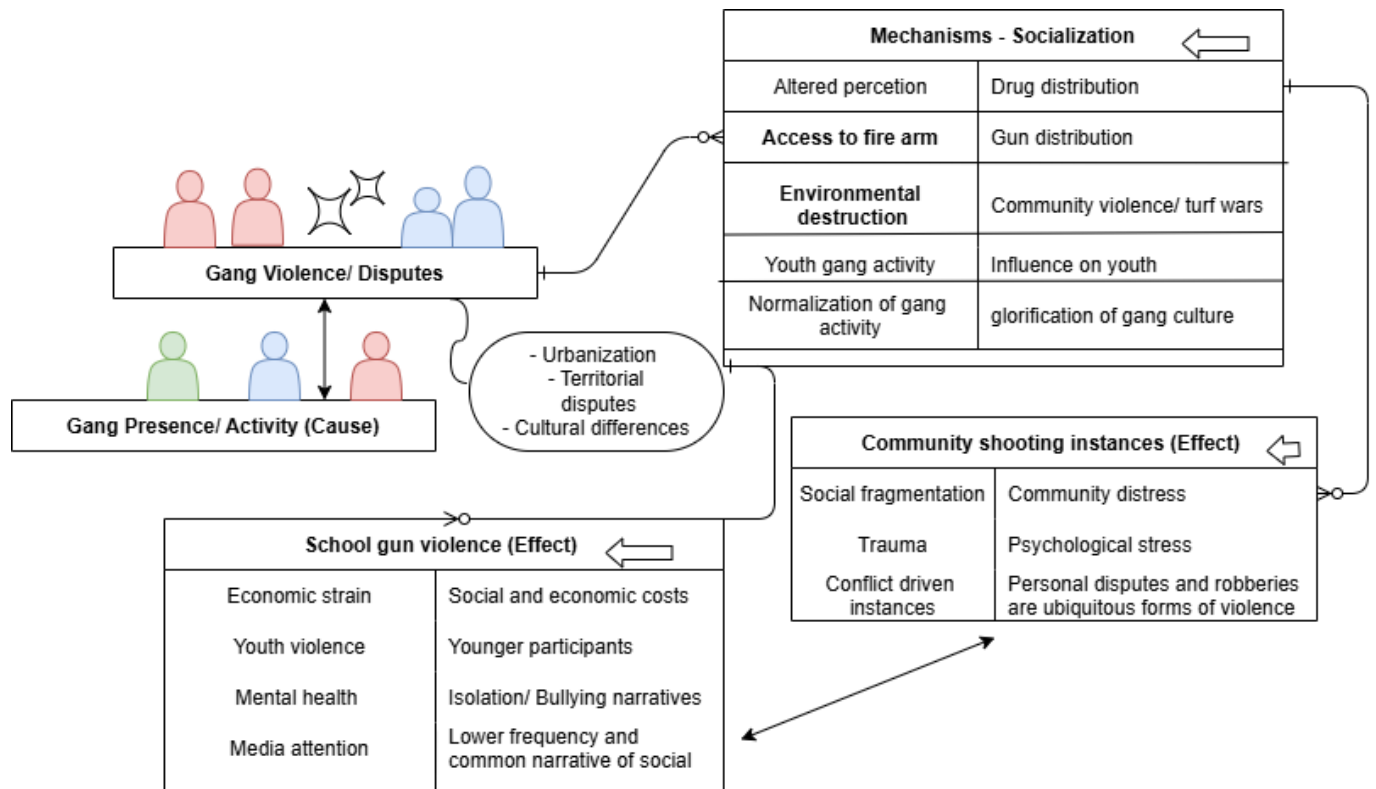 Mechanisms - Socialization
Altered percetion
Drug distribution
Access to fire arm
Gun distribution
Environmental
destruction
Community violence/ turf wars
Youth gang activity
Influence on youth
Normalization of gang
activity
glorification of gang culture
Gang Violence/ Disputes
- Urbanization
- Territorial
disputes
- Cultural differences
Gang Presence/ Activity (Cause)
Community shooting instances (Effect)
Social fragmentation
Community distress
Trauma
Psychological stress
Conflict driven
instances
Personal disputes and robberies
are ubiquitous forms of violence
School gun violence (Effect)
Economic strain
Social and economic costs
Youth violence
Younger participants
Mental health
Isolation/ Bullying narratives
Media attention
Lower frequency and
common narrative of social